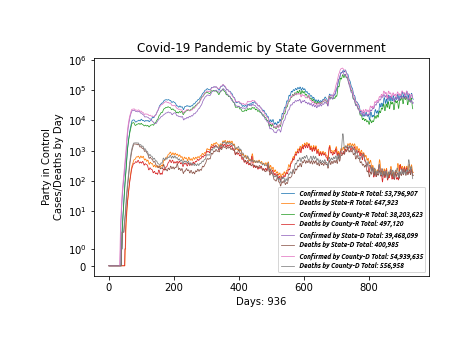 Covid-19 Pandemic by State Government
Party in Control
Cases/Deaths by Day
10^6
10^5
10^4
10^3
10^2
10^1
10^0
0
Confirmed by State-R Total: 53,796,907
Deaths by State-R Total: 647,923
Confirmed by County-R Total: 38,203,623
Deaths by County-R Total: 497,120
Confirmed by State-D Total: 39,468,099
Deaths by State-D Total: 400,985
Confirmed by County-D Total: 54,939,635
Deaths by County-D Total: 556,958
0 200 400 600 800
Days: 936